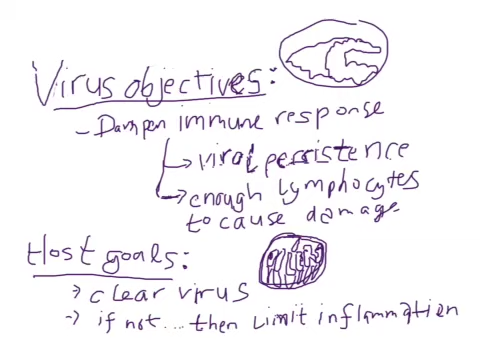 Virus objectives:
- Dampen immune response
→ viral persistence
→ enough lymphocytes
to cause damage
Host goals:
KILLERS
→ clear virus
→ if not... then Limit inflammation